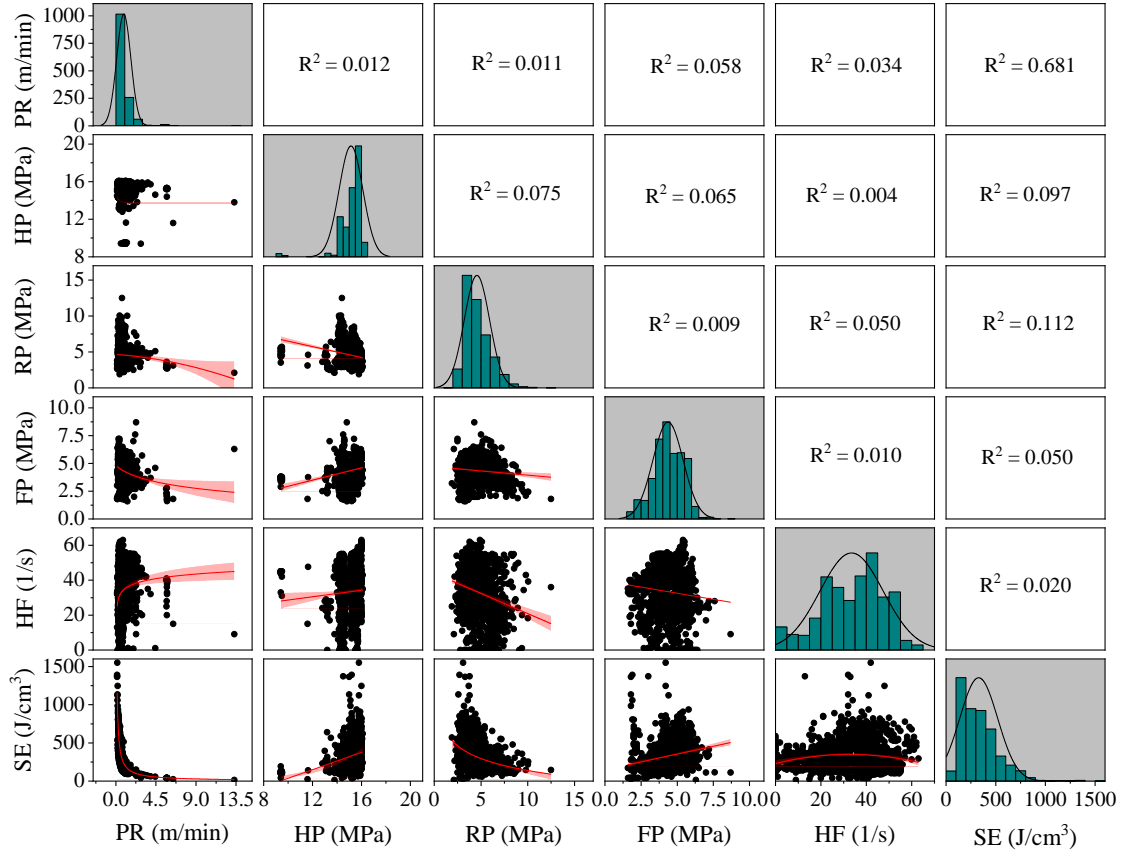 PR (m/min)
1000
750
500
250
0
R² = 0.012
R² = 0.011
R² = 0.058
R² = 0.034
R² = 0.681
HP (MPa)
20
16
12
8
R² = 0.075
R² = 0.065
R² = 0.004
R² = 0.097
RP (MPa)
15
10
5
0
R² = 0.009
R² = 0.050
R² = 0.112
FP (MPa)
10.0
7.5
5.0
2.5
0.0
R² = 0.010
R² = 0.050
HF (1/s)
60
40
20
0
R² = 0.020
SE (J/cm³)
1500
1000
500
0
0.0 4.5 9.0 13.5 8 12 16 20 0 5 10 15 0.0 2.5 5.0 7.5 10.0 0 20 40 60 0 500 1000 1500
PR (m/min) HP (MPa) RP (MPa) FP (MPa) HF (1/s) SE (J/cm³)